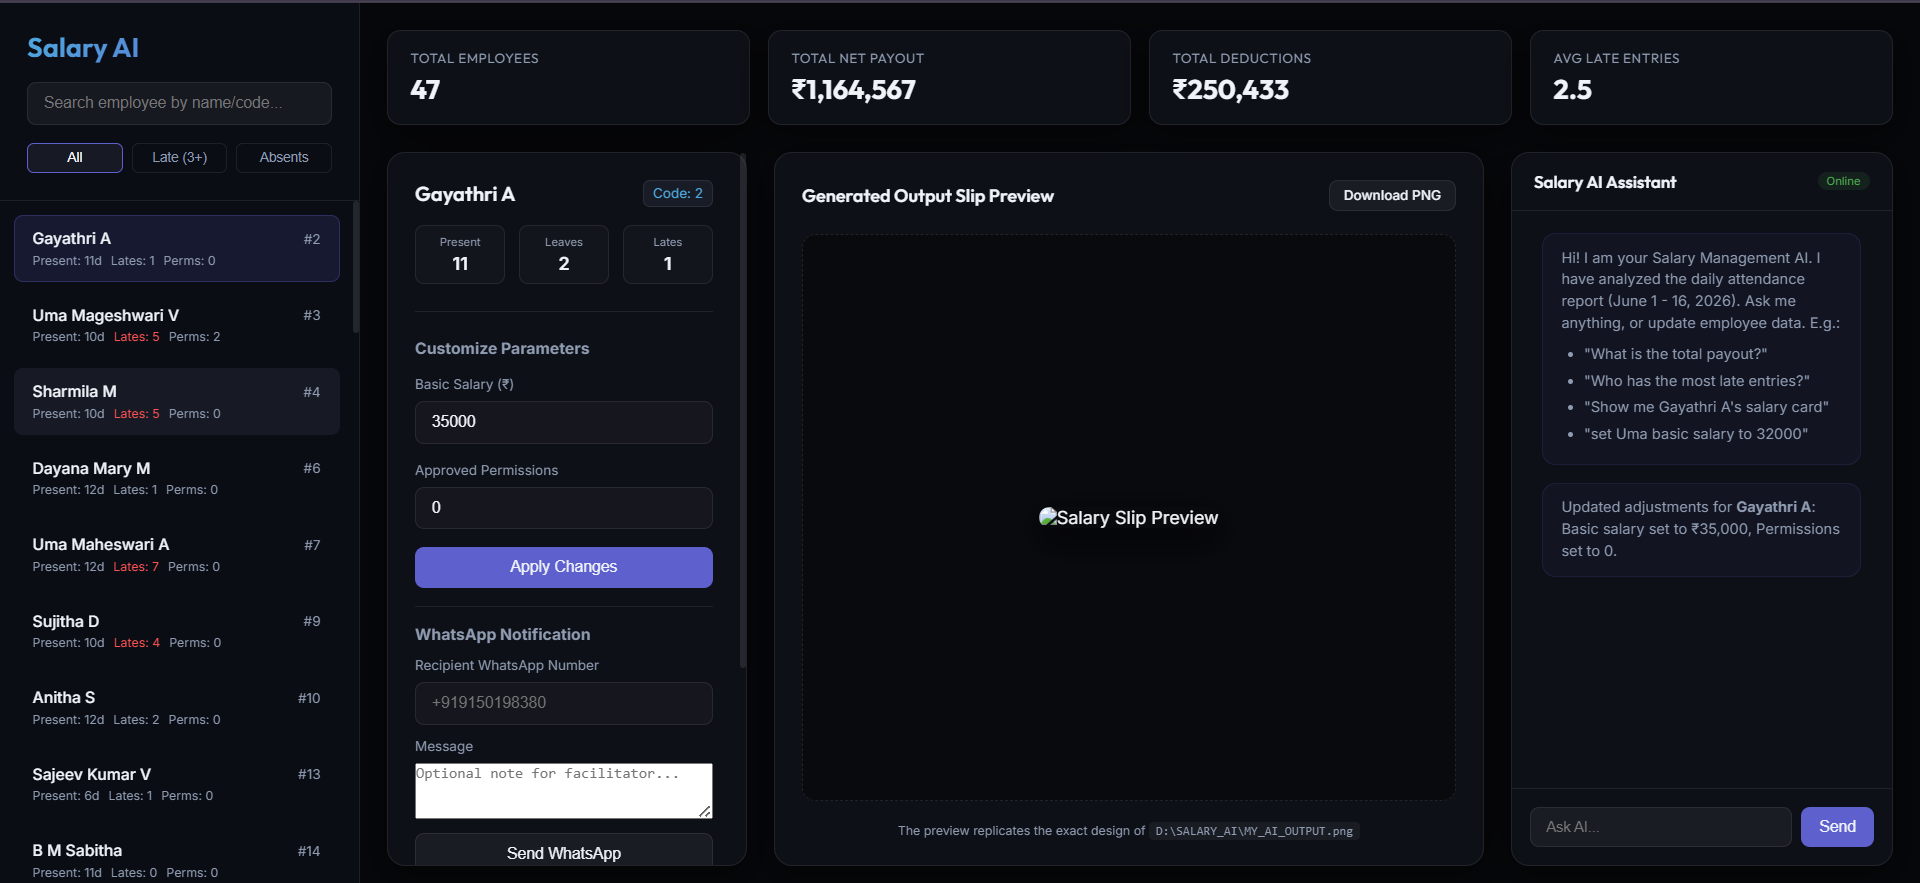 Salary AI
Search employee by name/code...
All
Late (3+)
Absents
Gayathri A
#2
Present: 11d Lates: 1 Perms: 0
Uma Mageshwari V
#3
Present: 10d Lates: 5 Perms: 2
Sharmila M
#4
Present: 10d Lates: 5 Perms: 0
Dayana Mary M
#6
Present: 12d Lates: 1 Perms: 0
Uma Maheswari A
#7
Present: 12d Lates: 7 Perms: 0
Sujitha D
#9
Present: 10d Lates: 4 Perms: 0
Anitha S
#10
Present: 12d Lates: 2 Perms: 0
Sajeev Kumar V
#13
Present: 6d Lates: 1 Perms: 0
B M Sabitha
#14
Present: 11d Lates: 0 Perms: 0
TOTAL EMPLOYEES
47
TOTAL NET PAYOUT
₹1,164,567
TOTAL DEDUCTIONS
₹250,433
AVG LATE ENTRIES
2.5
Gayathri A
Code: 2
Present
11
Leaves
2
Lates
1
Customize Parameters
Basic Salary (₹)
35000
Approved Permissions
0
Apply Changes
WhatsApp Notification
Recipient WhatsApp Number
+919150198380
Message
Optional note for facilitator...
Send WhatsApp
Generated Output Slip Preview
Download PNG
Salary Slip Preview
The preview replicates the exact design of D:\SALARY_AI\MY_AI_OUTPUT.png
Salary AI Assistant
Online
Hi! I am your Salary Management AI. I
have analyzed the daily attendance
report (June 1 - 16, 2026). Ask me
anything, or update employee data. E.g.:
• "What is the total payout?"
• "Who has the most late entries?"
• "Show me Gayathri A's salary card"
• "set Uma basic salary to 32000"
Updated adjustments for Gayathri A:
Basic salary set to ₹35,000, Permissions
set to 0.
Ask AI...
Send